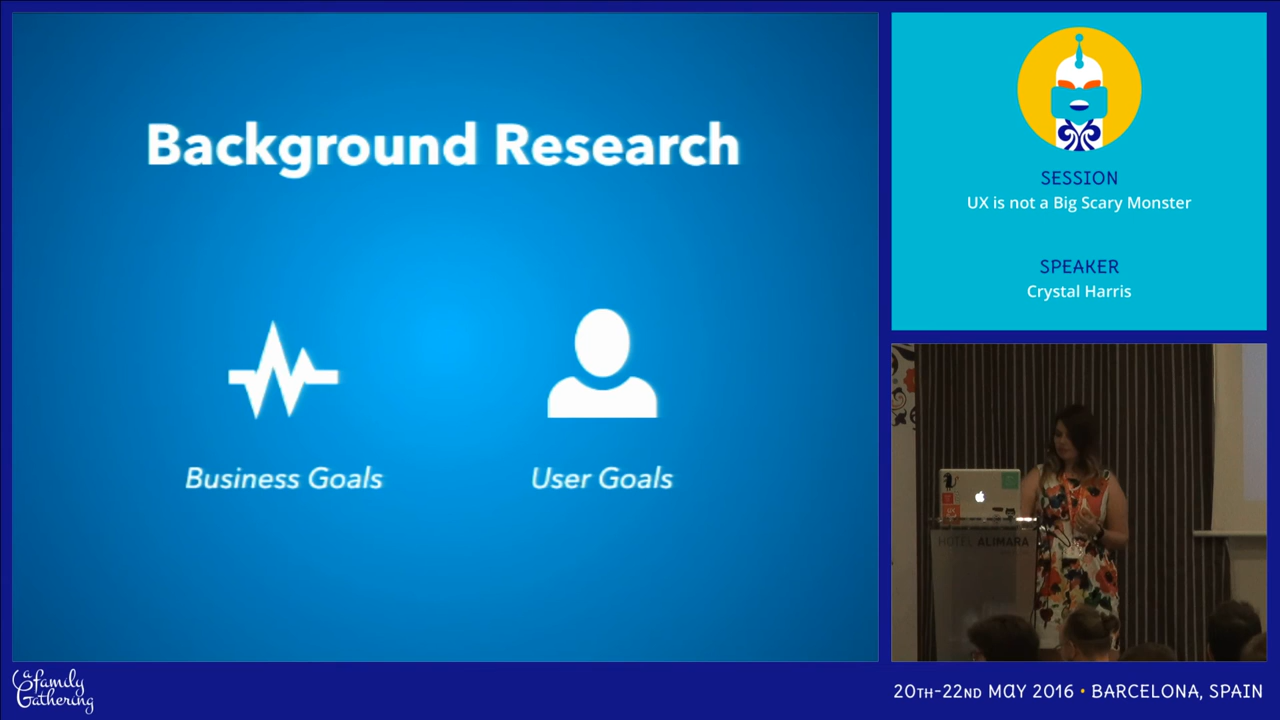 Background Research
Business Goals
User Goals
SESSION
UX is not a Big Scary Monster
SPEAKER
Crystal Harris
HOTEL ALIMARA
a family
Gathering
20TH-22ND MAY 2016 • BARCELONA, SPAIN